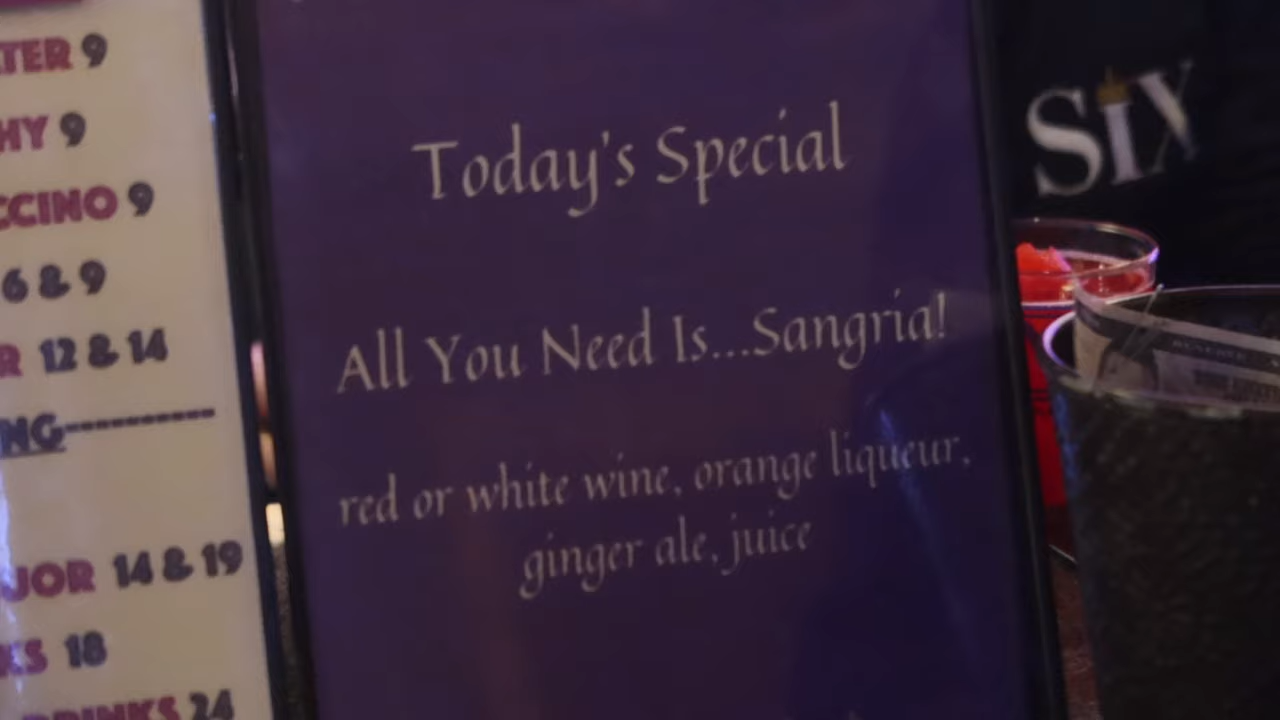 TER 9
HY 9
CCINO 9
6 & 9
R 12 & 14
NG----------
JOR 14 & 19
KS 18
DRINKS 24
Today's Special
All You Need Is...Sangria!
red or white wine, orange liqueur,
ginger ale, juice
SIX